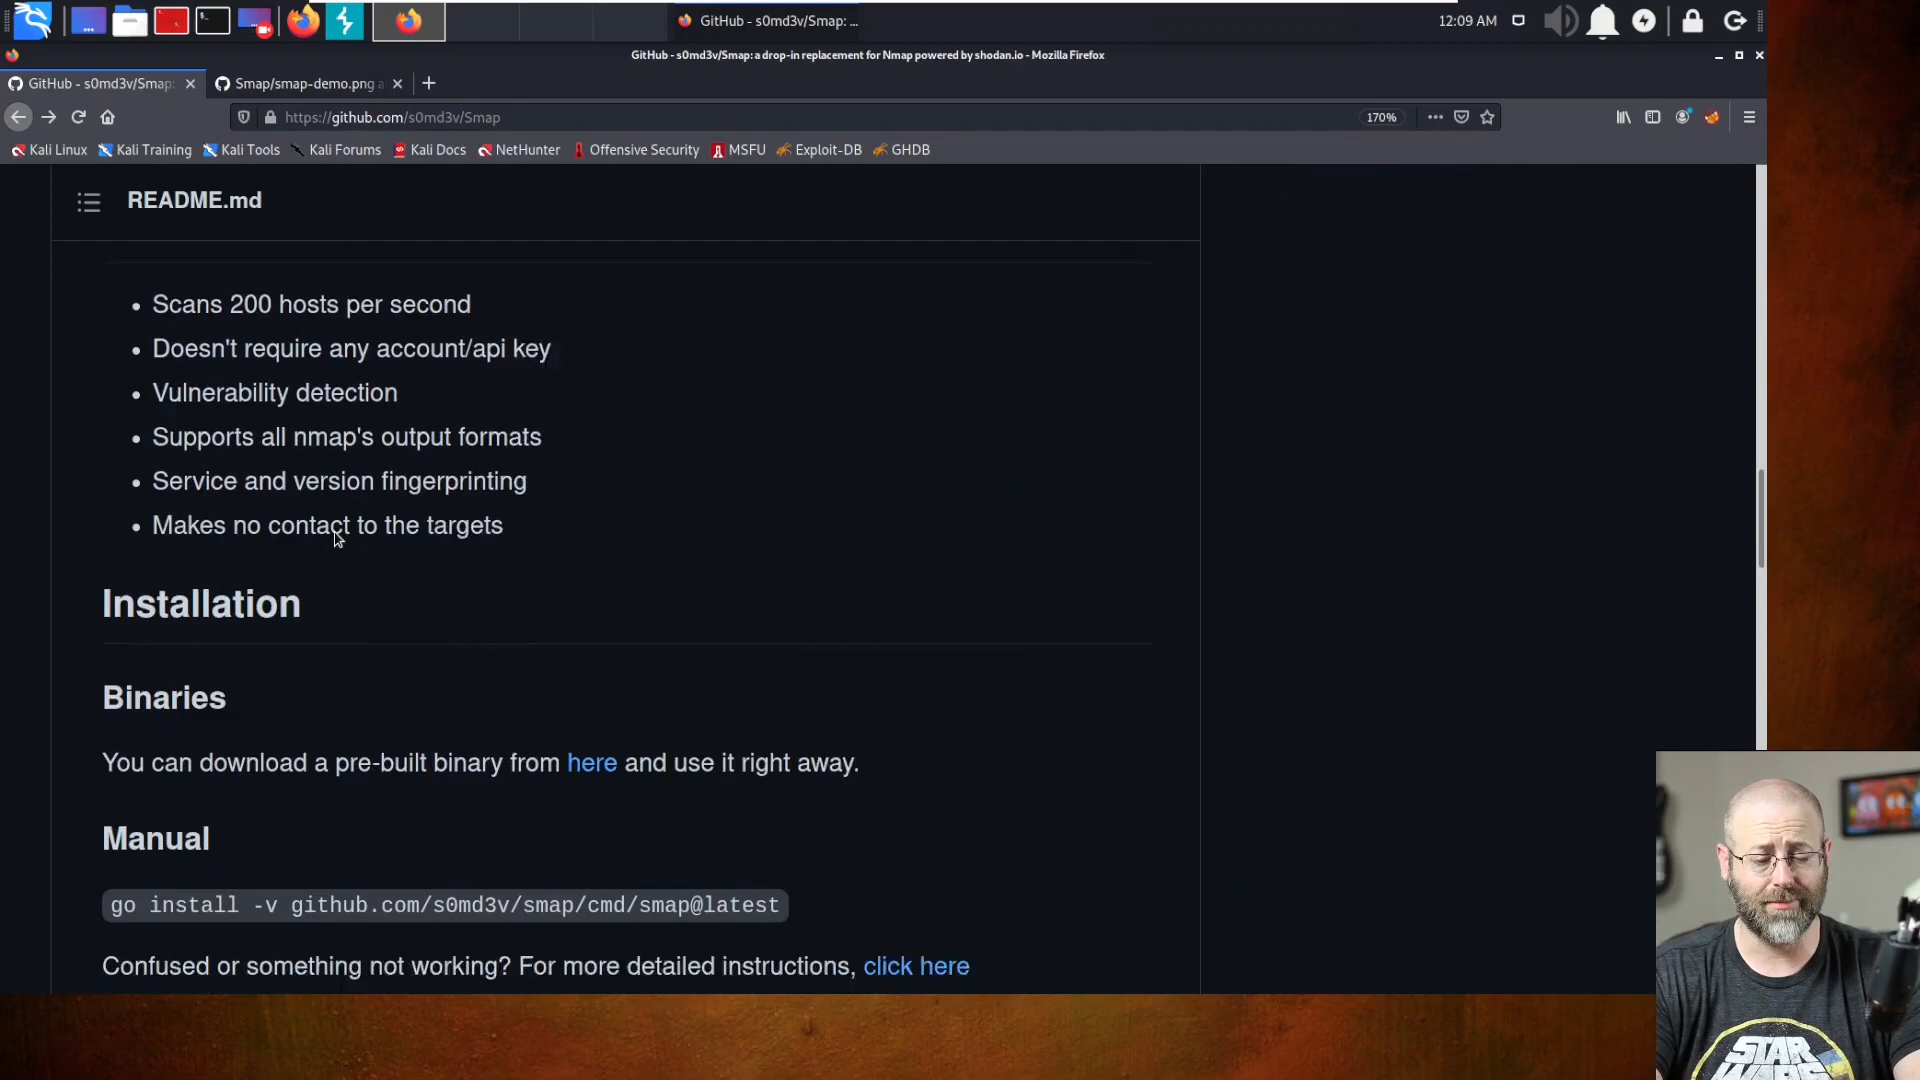 GitHub - s0md3v/Smap: ...
12:09 AM
GitHub - s0md3v/Smap: a drop-in replacement for Nmap powered by shodan.io - Mozilla Firefox
GitHub - s0md3v/Smap:
Smap/smap-demo.png a
https://github.com/s0md3v/Smap
170%
Kali Linux
Kali Training
Kali Tools
Kali Forums
Kali Docs
NetHunter
Offensive Security
MSFU
Exploit-DB
GHDB
README.md
• Scans 200 hosts per second
• Doesn't require any account/api key
• Vulnerability detection
• Supports all nmap's output formats
• Service and version fingerprinting
• Makes no contact to the targets
Installation
Binaries
You can download a pre-built binary from here and use it right away.
Manual
go install -v github.com/s0md3v/smap/cmd/smap@latest
Confused or something not working? For more detailed instructions, click here
STAR
WARS